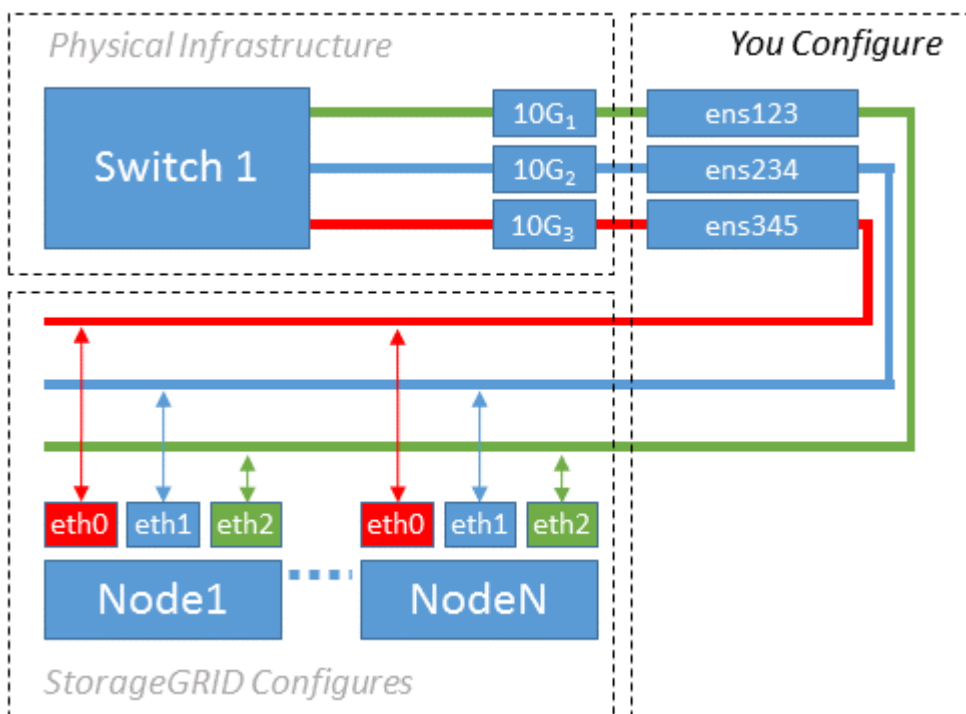 Physical Infrastructure
You Configure
Switch 1
10G₁
ens123
10G₂
ens234
10G₃
ens345
eth0
eth1
eth2
eth0
eth1
eth2
Node1
NodeN
StorageGRID Configures